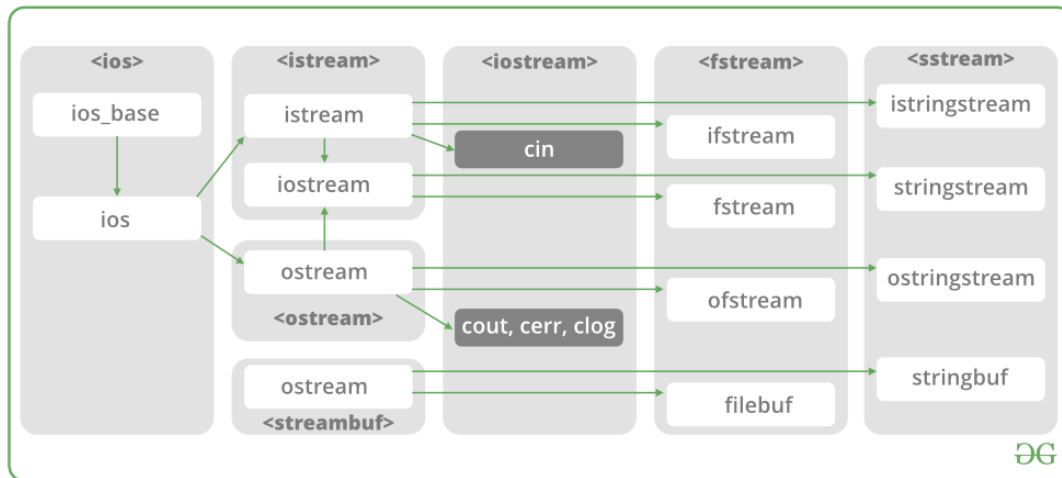 <ios>
ios_base
ios
<istream>
istream
iostream
ostream
<ostream>
ostream
<streambuf>
<iostream>
cin
cout, cerr, clog
<fstream>
ifstream
fstream
ofstream
filebuf
<sstream>
istringstream
stringstream
ostringstream
stringbuf